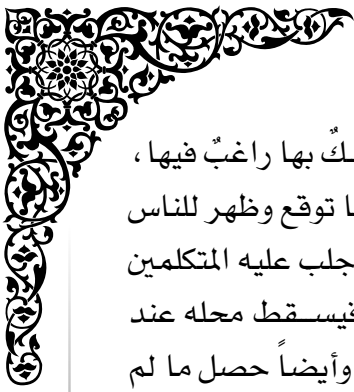 بها راغبٌ فيها،
توقع وظهر للناس
جلب عليه المتكلمين
فيسقط محله عند
وأيضاً حصل ما لم